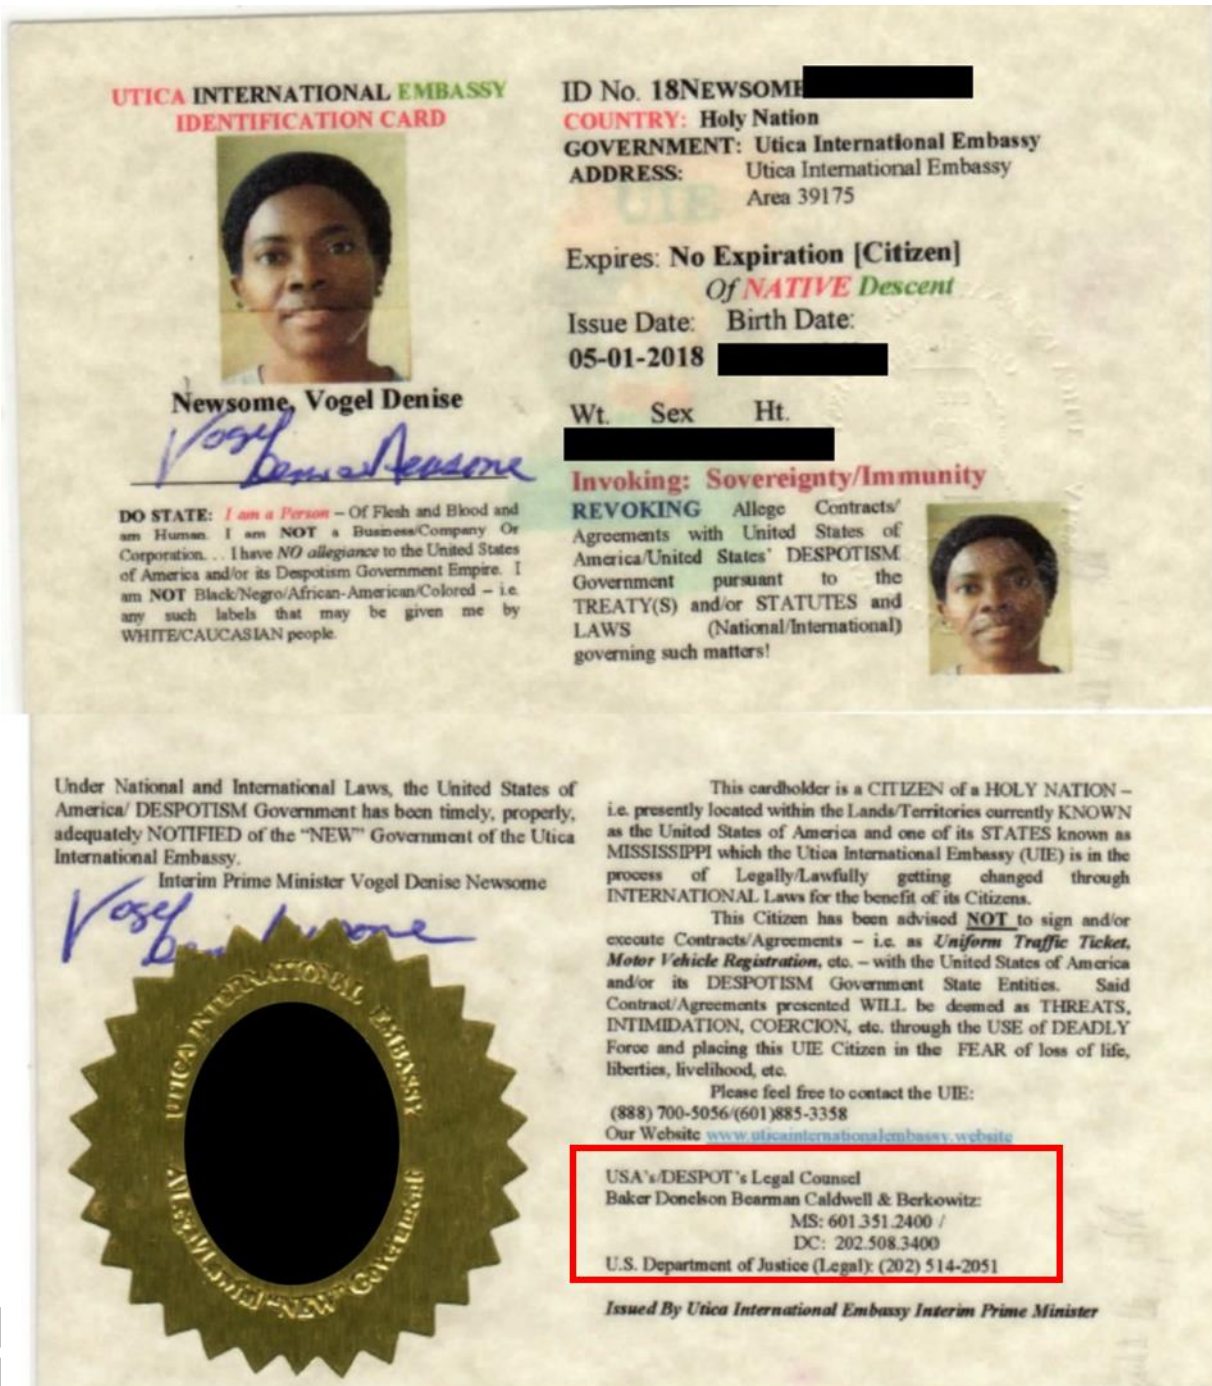 UTICA INTERNATIONAL EMBASSY
IDENTIFICATION CARD
Newsome, Vogel Denise
Vogel
Denise Newsome
DO STATE: I am a Person – Of Flesh and Blood and
am Human. I am NOT a Business/Company Or
Corporation. . . I have NO allegiance to the United States
of America and/or its Despotism Government Empire. I
am NOT Black/Negro/African-American/Colored – i.e.
any such labels that may be given me by
WHITE/CAUCASIAN people.
ID No. 18NEWSOME
COUNTRY: Holy Nation
GOVERNMENT: Utica International Embassy
ADDRESS: Utica International Embassy
Area 39175
UIE
Expires: No Expiration [Citizen]
Of NATIVE Descent
Issue Date: Birth Date:
05-01-2018
Wt. Sex Ht.
Invoking: Sovereignty/Immunity
REVOKING Allege Contracts/
Agreements with United States of
America/United States' DESPOTISM
Government pursuant to the
TREATY(S) and/or STATUTES and
LAWS (National/International)
governing such matters!
Under National and International Laws, the United States of
America/ DESPOTISM Government has been timely, properly,
adequately NOTIFIED of the "NEW" Government of the Utica
International Embassy.
Interim Prime Minister Vogel Denise Newsome
Vogel
UTICA INTERNATIONAL EMBASSY
"NEW" Government
This cardholder is a CITIZEN of a HOLY NATION –
i.e. presently located within the Lands/Territories currently KNOWN
as the United States of America and one of its STATES known as
MISSISSIPPI which the Utica International Embassy (UIE) is in the
process of Legally/Lawfully getting changed through
INTERNATIONAL Laws for the benefit of its Citizens.
This Citizen has been advised NOT to sign and/or
execute Contracts/Agreements – i.e. as Uniform Traffic Ticket,
Motor Vehicle Registration, etc. – with the United States of America
and/or its DESPOTISM Government State Entities. Said
Contract/Agreements presented WILL be deemed as THREATS,
INTIMIDATION, COERCION, etc. through the USE of DEADLY
Force and placing this UIE Citizen in the FEAR of loss of life,
liberties, livelihood, etc.
Please feel free to contact the UIE:
(888) 700-5056/(601)885-3358
Our Website www.uticainternationalembassy.website
USA's/DESPOT's Legal Counsel
Baker Donelson Bearman Caldwell & Berkowitz:
MS: 601.351.2400 /
DC: 202.508.3400
U.S. Department of Justice (Legal): (202) 514-2051
Issued By Utica International Embassy Interim Prime Minister